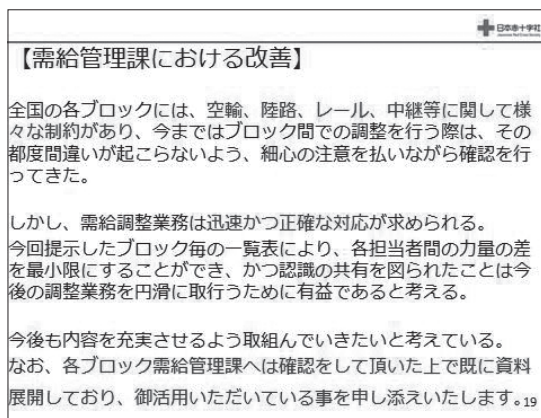 日本赤十字社
【需給管理課における改善】
全国の各ブロックには、空輸、陸路、レール、中継等に関して様
々な制約があり、今まではブロック間での調整を行う際は、その
都度間違いが起こらないよう、細心の注意を払いながら確認を行
ってきた。
しかし、需給調整業務は迅速かつ正確な対応が求められる。
今回提示したブロック毎の一覧表により、各担当者間の力量の差
を最小限にすることができ、かつ認識の共有を図られたことは今
後の調整業務を円滑に取行うために有益であると考える。
今後も内容を充実させるよう取組んでいきたいと考えている。
なお、各ブロック需給管理課へは確認をして頂いた上で既に資料
展開しており、御活用いただいている事を申し添えいたします。19